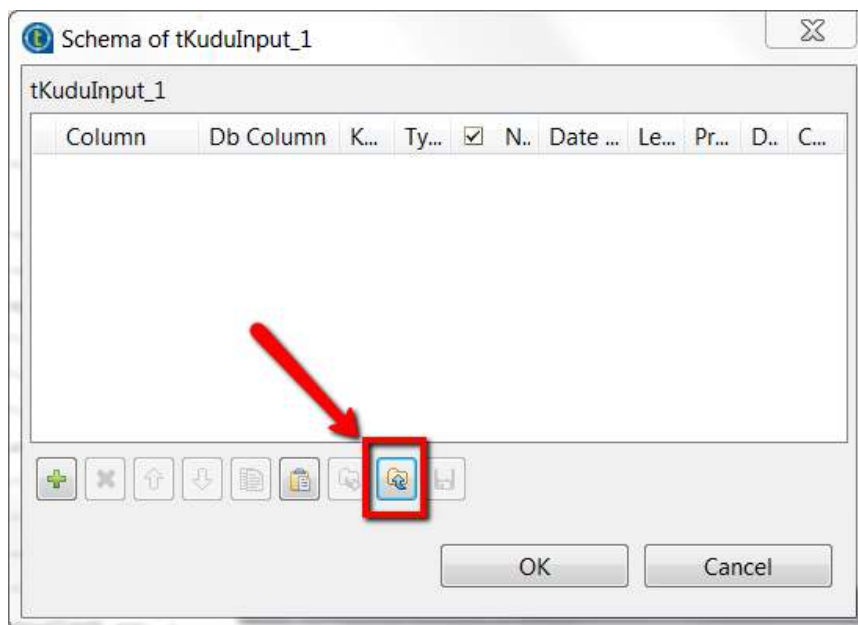 Schema of tKuduInput_1
tKuduInput_1
Column Db Column K... Ty... N.. Date ... Le... Pr... D.. C...
OK Cancel